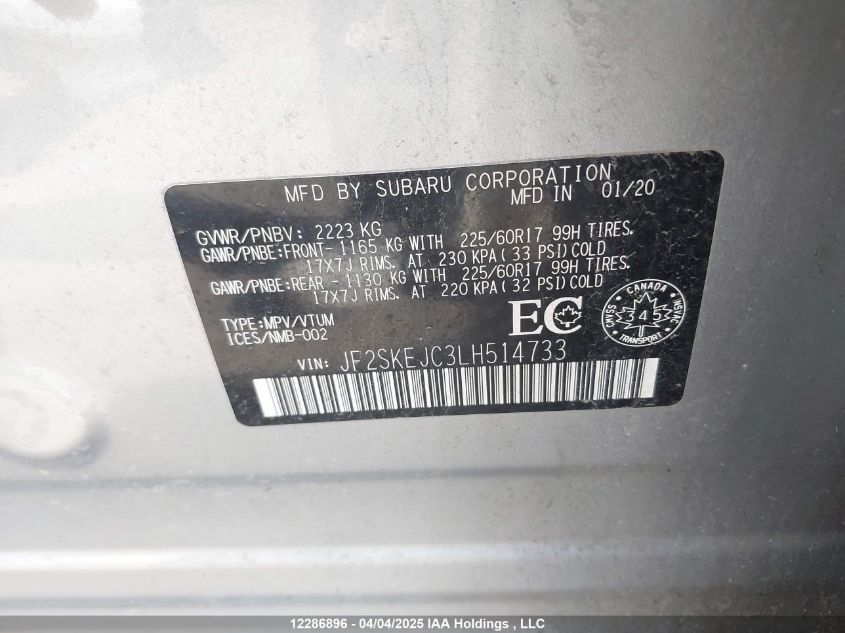 MFD BY SUBARU CORPORATION
MFD IN 01/20
GVWR/PNBV: 2223 KG
GAWR/PNBE:FRONT- 1165 KG WITH 225/60R17 99H TIRES.
17X7J RIMS. AT 230 KPA ( 33 PSI) COLD
GAWR/PNBE:REAR - 1130 KG WITH 225/60R17 99H TIRES.
17X7J RIMS. AT 220 KPA ( 32 PSI) COLD
TYPE:MPV/VTUM
ICES/NMB-002
EC
CANADA
CMVSS NSVAC
345
TRANSPORT
VIN: JF2SKEJC3LH514733
12286896 - 04/04/2025 IAA Holdings , LLC